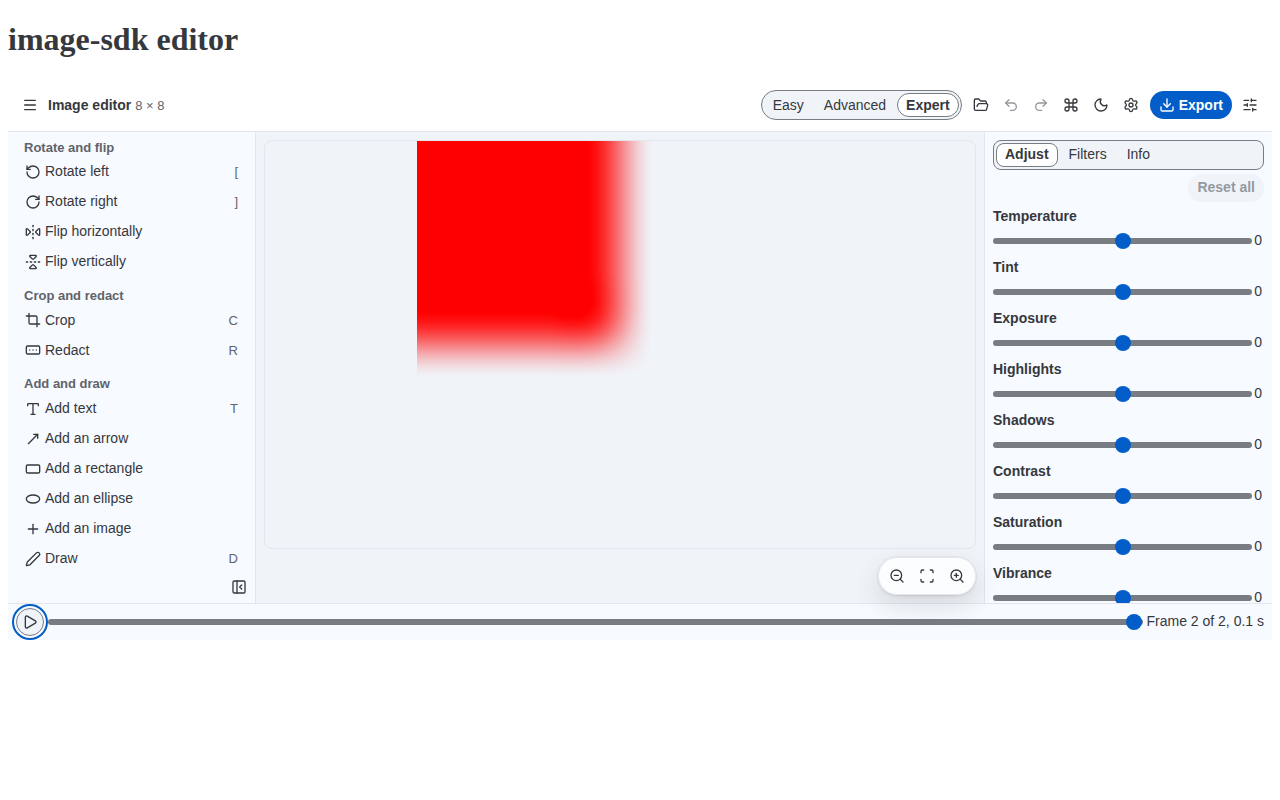 image-sdk editor
Image editor 8 × 8
Easy Advanced Expert
Export
Rotate and flip
Rotate left [
Rotate right ]
Flip horizontally
Flip vertically
Crop and redact
Crop C
Redact R
Add and draw
Add text T
Add an arrow
Add a rectangle
Add an ellipse
Add an image
Draw D
Adjust Filters Info
Reset all
Temperature
0
Tint
0
Exposure
0
Highlights
0
Shadows
0
Contrast
0
Saturation
0
Vibrance
0
Frame 2 of 2, 0.1 s